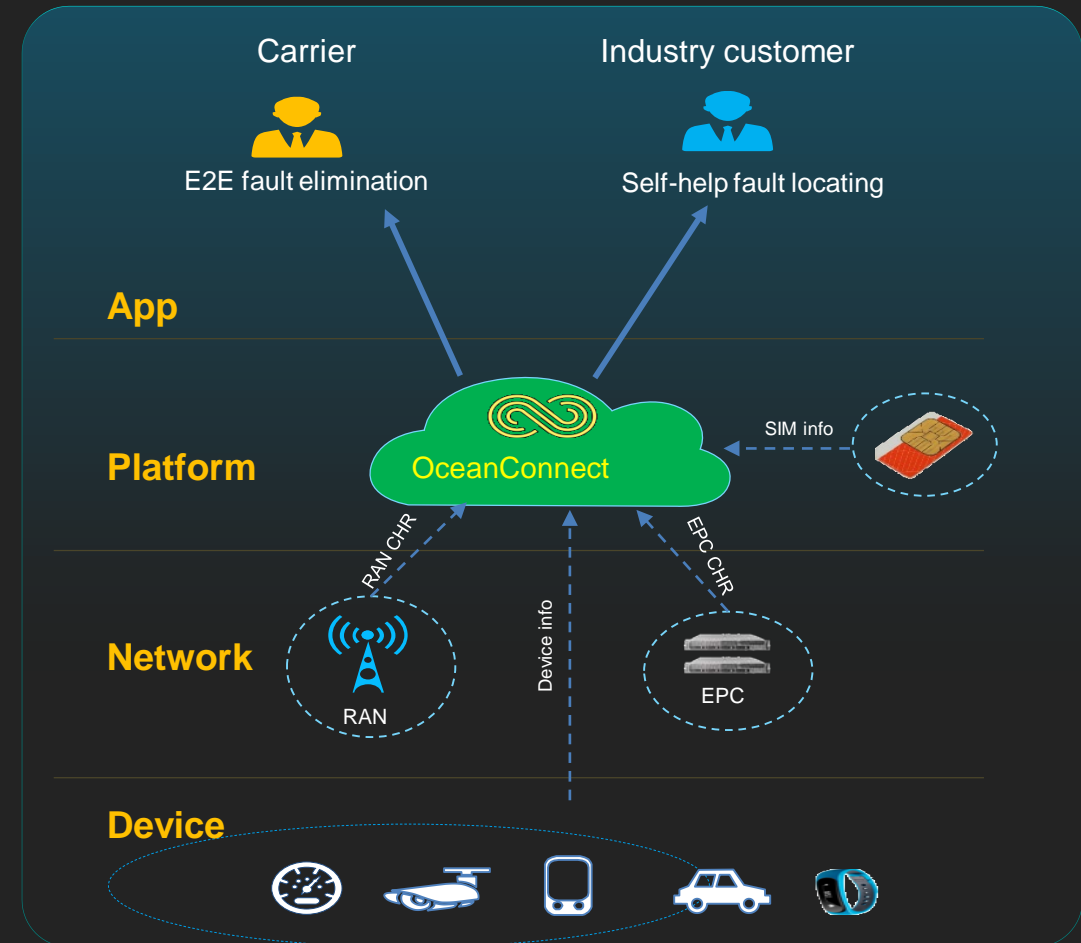 Carrier
Industry customer
E2E fault elimination
Self-help fault locating
App
SIM info
OceanConnect
Platform
RAN CHR
EPC CHR
Device info
Network
EPC
RAN
Device